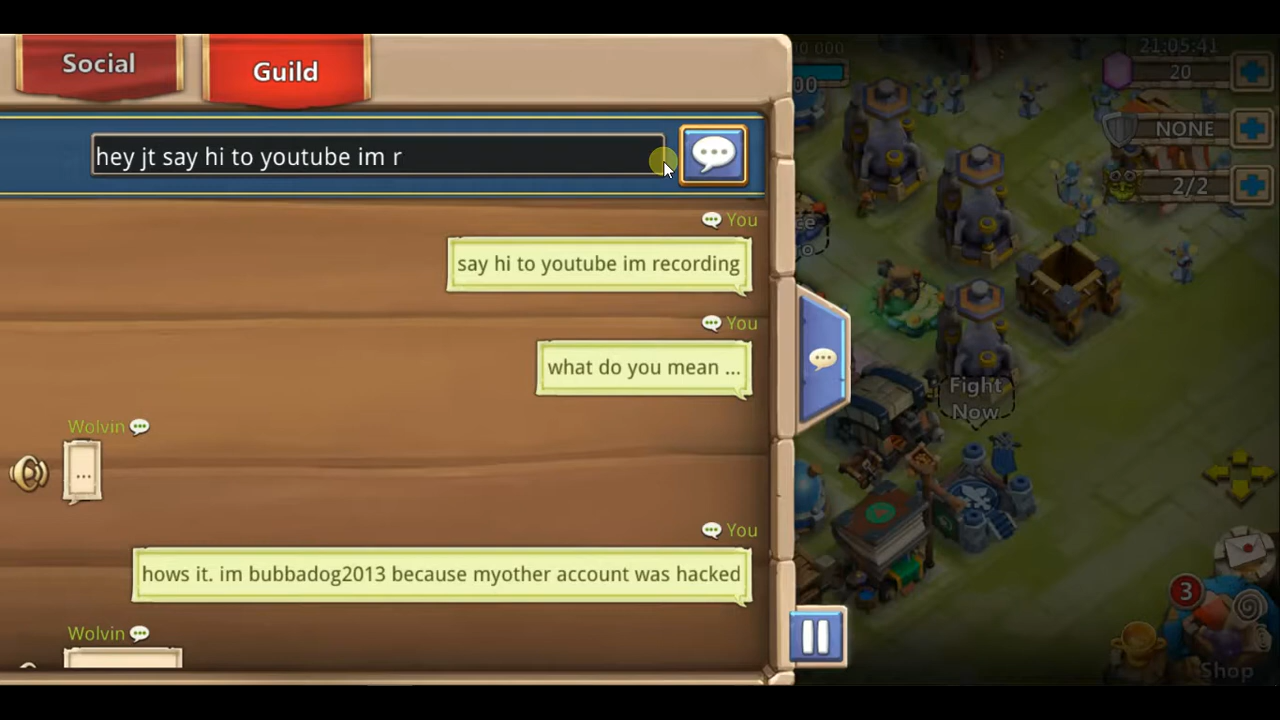 Social
Guild
hey jt say hi to youtube im r
You
say hi to youtube im recording
You
what do you mean ...
Wolvin
...
You
hows it. im bubbadog2013 because myother account was hacked
Wolvin
21:05:41
20
NONE
2/2
Fight
Now
3
Shop